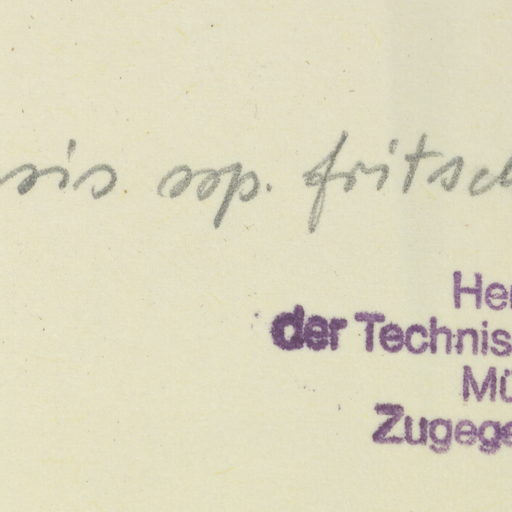 sis ssp. fritsch
Her
der Technis
Mü
Zugege